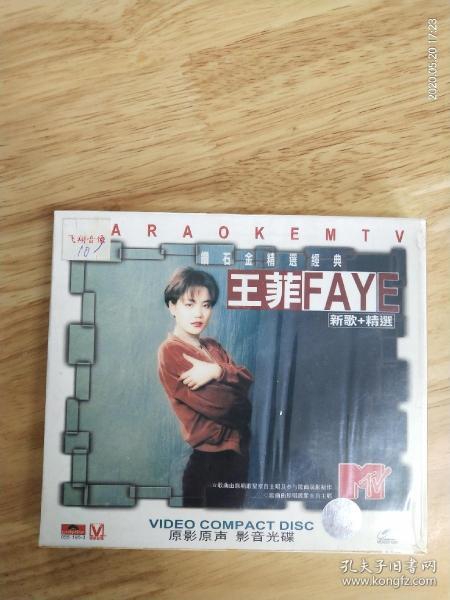 2020.05.20 17:23
KARAOKEMTV
飞翔音像
10
鑽石金精選經典
王菲FAYE
新歌+精選
MTV
VIDEO COMPACT DISC
原影原声 影音光碟
孔夫子旧书网
www.kongfz.com